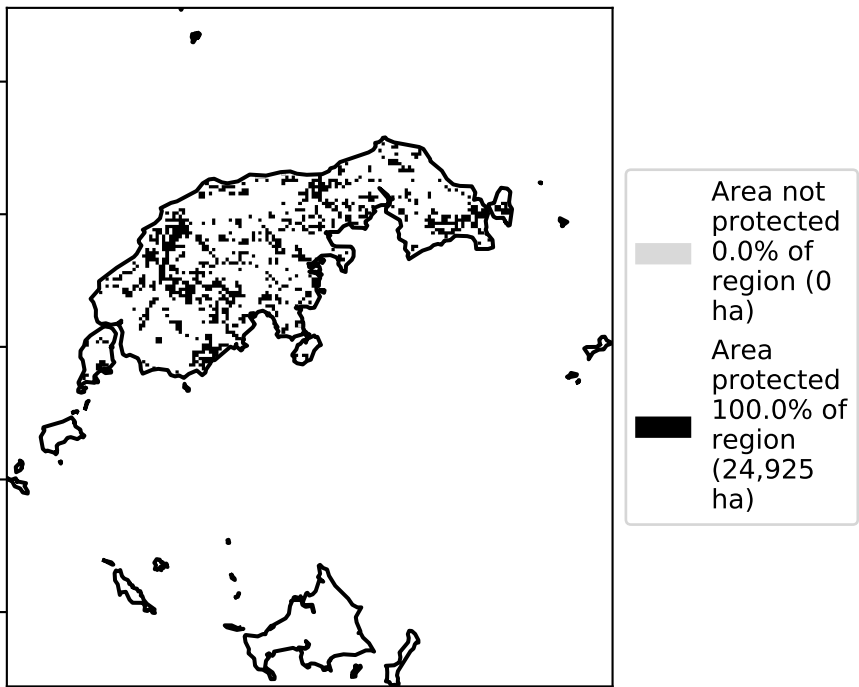 Area not
protected
0.0% of
region (0
ha)
Area
protected
100.0% of
region
(24,925
ha)